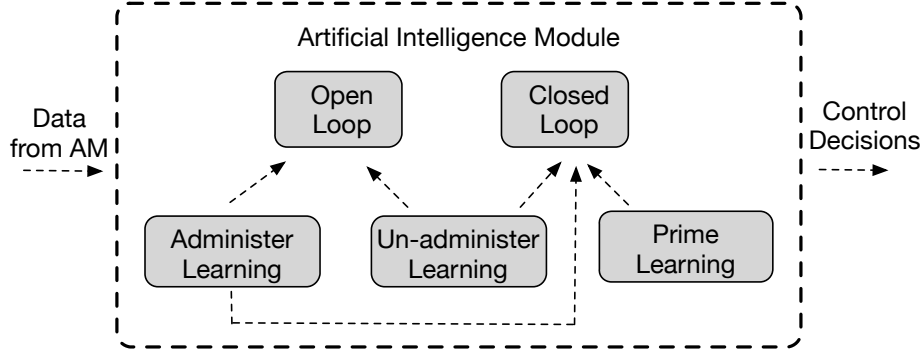 Artificial Intelligence Module
Open
Loop
Closed
Loop
Data
from AM
Control
Decisions
Administer
Learning
Un-administer
Learning
Prime
Learning